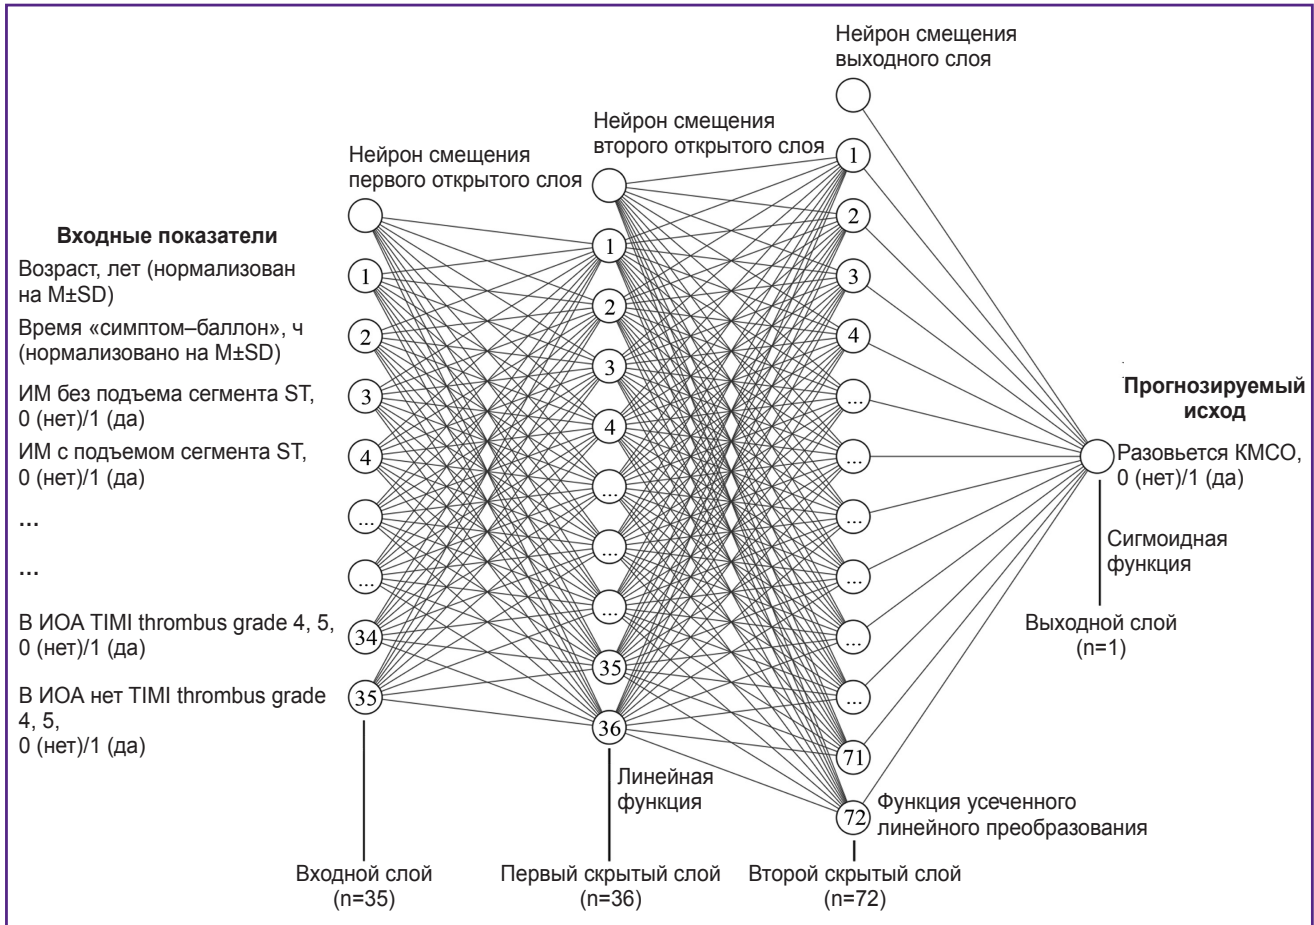 Нейрон смещения
выходного слоя
Нейрон смещения
второго открытого слоя
Нейрон смещения
первого открытого слоя
Входные показатели
Возраст, лет (нормализован
на M±SD)
Время «симптом–баллон», ч
(нормализовано на M±SD)
ИМ без подъема сегмента ST,
0 (нет)/1 (да)
ИМ с подъемом сегмента ST,
0 (нет)/1 (да)
...
...
В ИОА TIMI thrombus grade 4, 5,
0 (нет)/1 (да)
В ИОА нет TIMI thrombus grade
4, 5,
0 (нет)/1 (да)
1
2
3
4
...
...
34
35
1
2
3
4
...
...
...
35
36
1
2
3
4
...
...
...
...
...
...
71
72
Прогнозируемый
исход
Разовьется КМСО,
0 (нет)/1 (да)
Сигмоидная
функция
Выходной слой
(n=1)
Линейная
функция
Функция усеченного
линейного преобразования
Входной слой
(n=35)
Первый скрытый слой
(n=36)
Второй скрытый слой
(n=72)